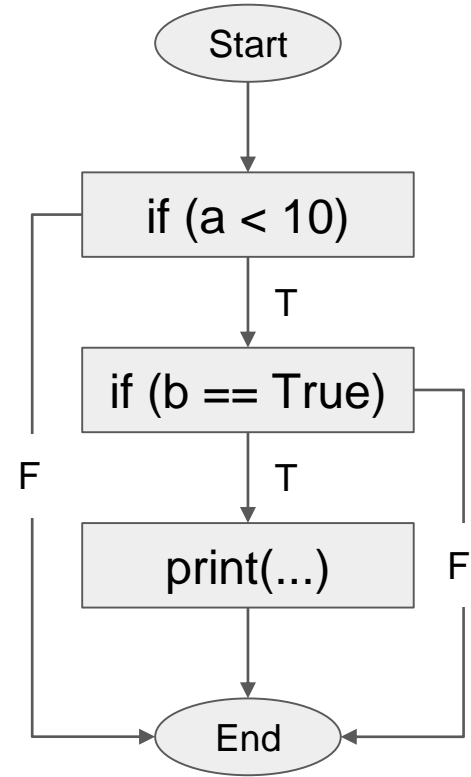 Start
if (a < 10)
T
if (b == True)
F
T
print(...)
F
End